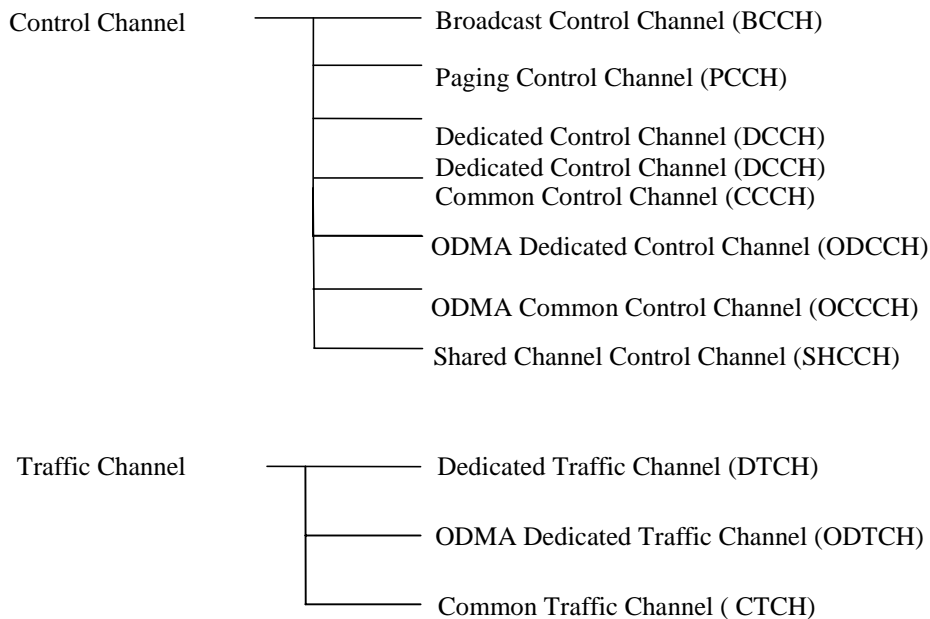 Control Channel
Broadcast Control Channel (BCCH)
Paging Control Channel (PCCH)
Dedicated Control Channel (DCCH)
Dedicated Control Channel (DCCH)
Common Control Channel (CCCH)
ODMA Dedicated Control Channel (ODCCH)
ODMA Common Control Channel (OCCCH)
Shared Channel Control Channel (SHCCH)
Traffic Channel
Dedicated Traffic Channel (DTCH)
ODMA Dedicated Traffic Channel (ODTCH)
Common Traffic Channel ( CTCH)